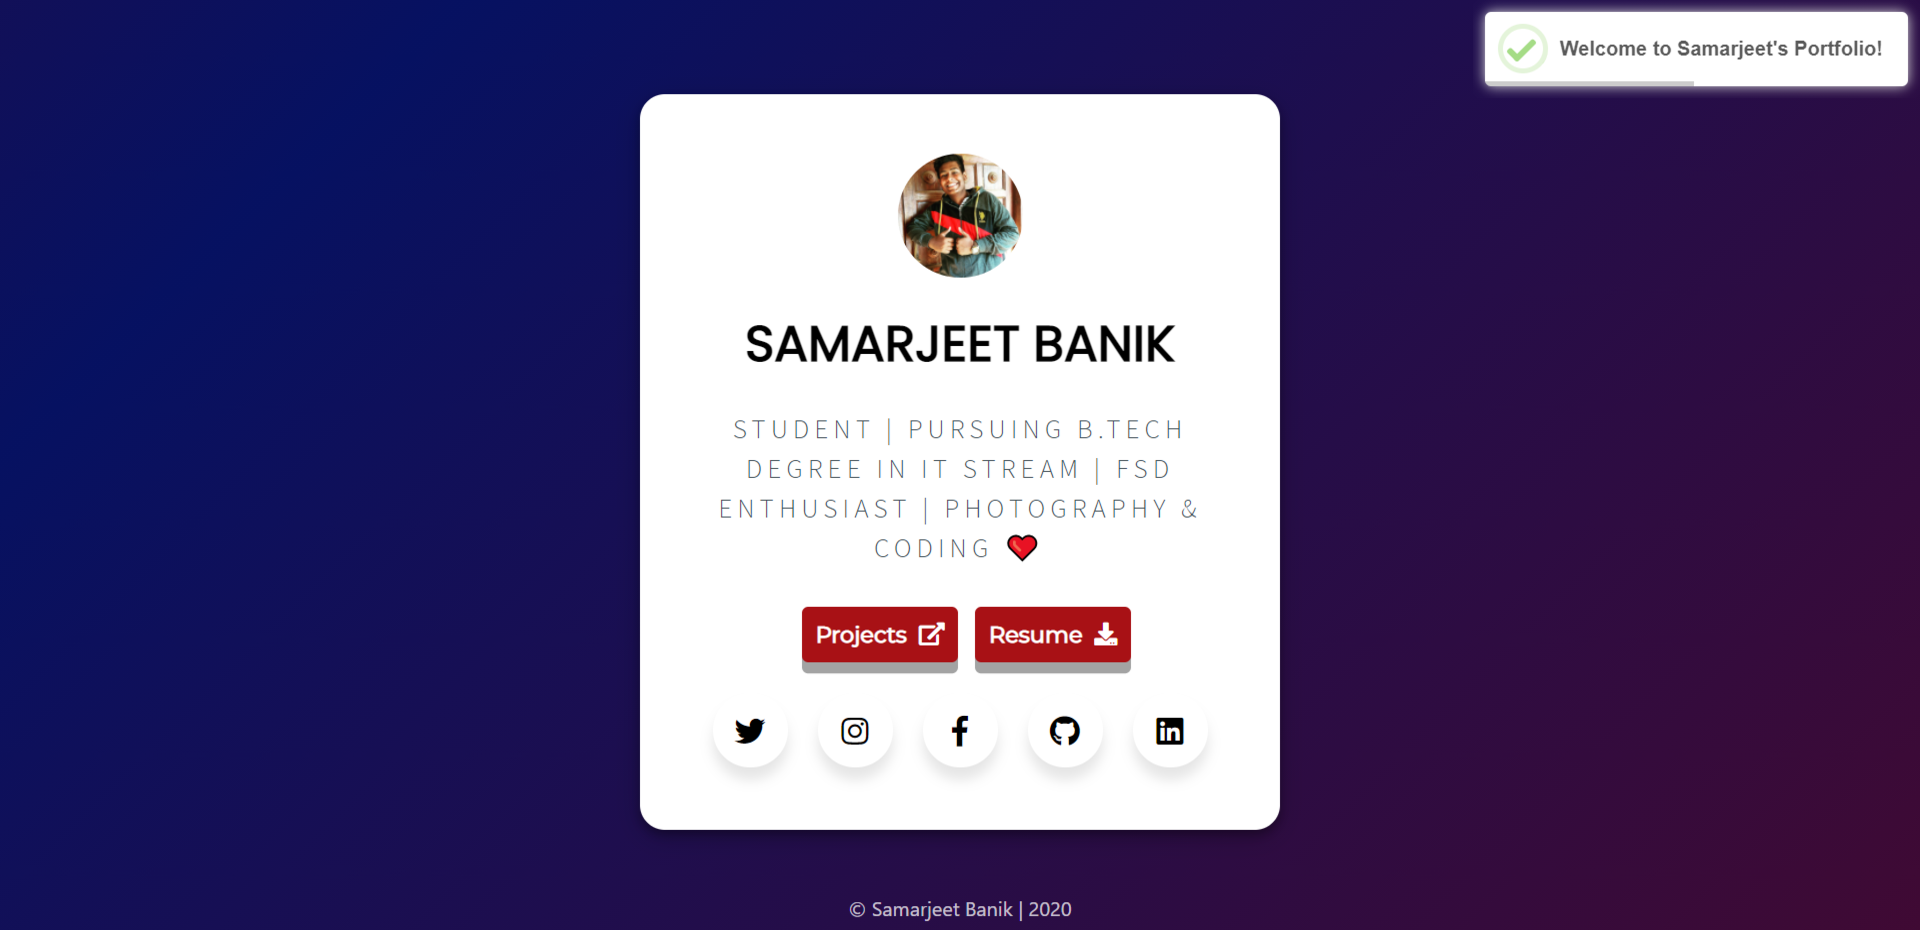 Welcome to Samarjeet's Portfolio!
SAMARJEET BANIK
STUDENT | PURSUING B.TECH
DEGREE IN IT STREAM | FSD
ENTHUSIAST | PHOTOGRAPHY &
CODING ❤️
Projects
Resume
© Samarjeet Banik | 2020